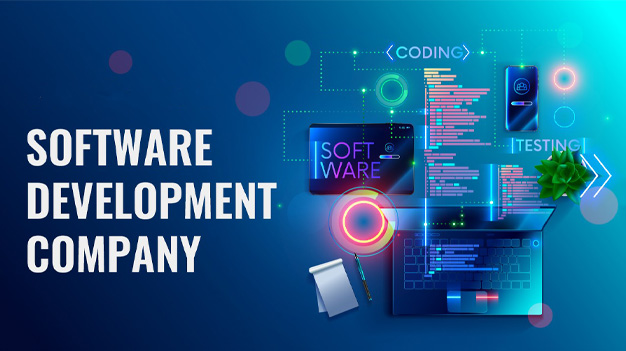 SOFTWARE
DEVELOPMENT
COMPANY
CODING
SOFT
WARE
TESTING